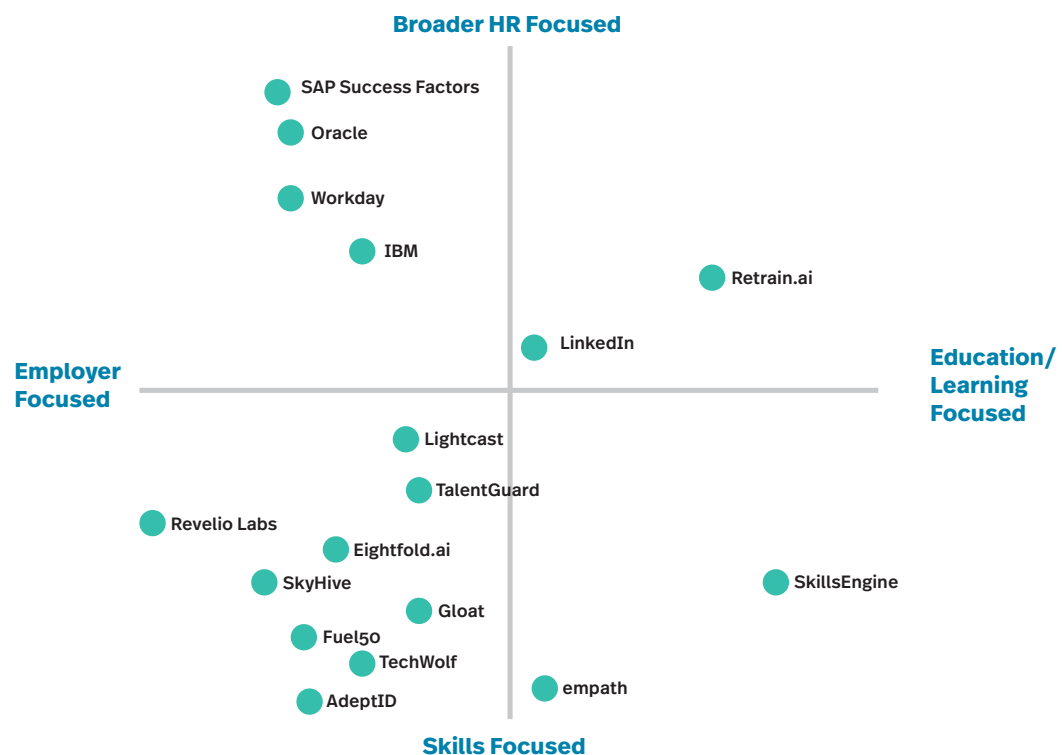 Broader HR Focused
SAP Success Factors
Oracle
Workday
IBM
Retrain.ai
LinkedIn
Employer
Focused
Education/
Learning
Focused
Lightcast
TalentGuard
Revelio Labs
Eightfold.ai
SkyHive
SkillsEngine
Gloat
Fuel50
TechWolf
empath
AdeptID
Skills Focused